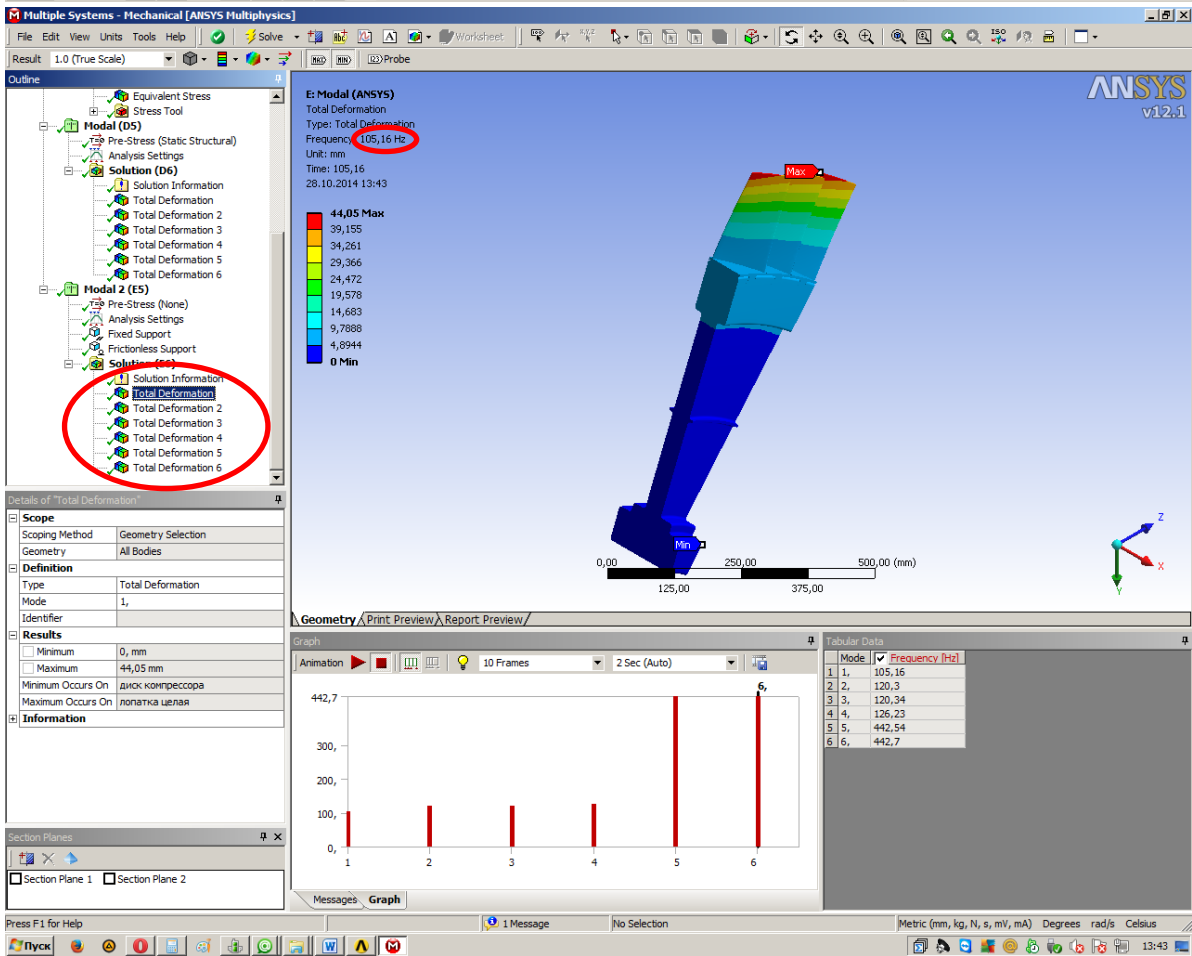 Multiple Systems - Mechanical [ANSYS Multiphysics]
File Edit View Units Tools Help Solve Worksheet
Result 1.0 (True Scale) MAX MIN Probe
Outline
Equivalent Stress
Stress Tool
Modal (D5)
Pre-Stress (Static Structural)
Analysis Settings
Solution (D6)
Solution Information
Total Deformation
Total Deformation 2
Total Deformation 3
Total Deformation 4
Total Deformation 5
Total Deformation 6
Modal 2 (E5)
Pre-Stress (None)
Analysis Settings
Fixed Support
Frictionless Support
Solution (E6)
Solution Information
Total Deformation
Total Deformation 2
Total Deformation 3
Total Deformation 4
Total Deformation 5
Total Deformation 6
E: Modal (ANSYS)
Total Deformation
Type: Total Deformation
Frequency: 105,16 Hz
Unit: mm
Time: 105,16
28.10.2014 13:43
44,05 Max
39,155
34,261
29,366
24,472
19,578
14,683
9,7888
4,8944
0 Min
ANSYS
v12.1
Max
Min
0,00 250,00 500,00 (mm)
125,00 375,00
Z
X
Y
Geometry Print Preview Report Preview
Details of "Total Deformation"
Scope
Scoping Method Geometry Selection
Geometry All Bodies
Definition
Type Total Deformation
Mode 1,
Identifier
Results
Minimum 0, mm
Maximum 44,05 mm
Minimum Occurs On диск компрессора
Maximum Occurs On лопатка целая
Information
Graph
Animation 10 Frames 2 Sec (Auto)
442,7
300,
200,
100,
0,
6,
1 2 3 4 5 6
Messages Graph
Tabular Data
Mode Frequency [Hz]
1 1, 105,16
2 2, 120,3
3 3, 120,34
4 4, 126,23
5 5, 442,54
6 6, 442,7
Section Planes
Section Plane 1 Section Plane 2
Press F1 for Help 1 Message No Selection Metric (mm, kg, N, s, mV, mA) Degrees rad/s Celsius
Пуск 13:43